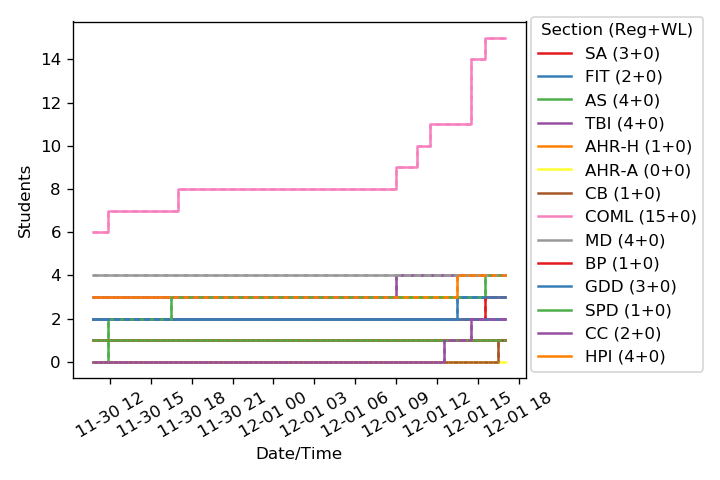 Students
14
12
10
8
6
4
2
0
11-30 12
11-30 15
11-30 18
11-30 21
12-01 00
12-01 03
12-01 06
12-01 09
12-01 12
12-01 15
12-01 18
Date/Time
Section (Reg+WL)
SA (3+0)
FIT (2+0)
AS (4+0)
TBI (4+0)
AHR-H (1+0)
AHR-A (0+0)
CB (1+0)
COML (15+0)
MD (4+0)
BP (1+0)
GDD (3+0)
SPD (1+0)
CC (2+0)
HPI (4+0)